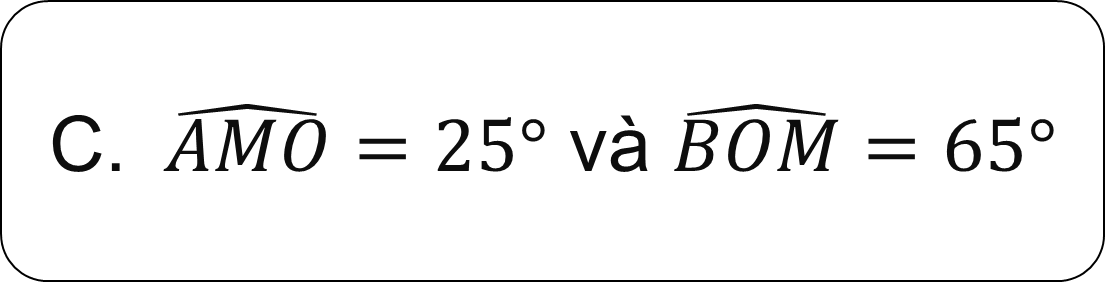 C. $\widehat{AMO} = 25°$ và $\widehat{BOM} = 65°$